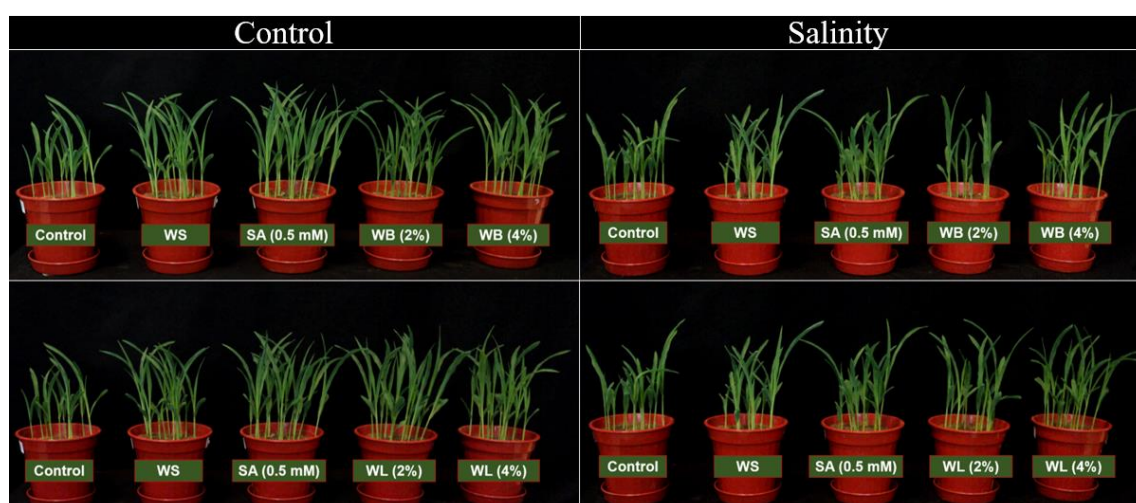 Control
Salinity
Control
WS
SA (0.5 mM)
WB (2%)
WB (4%)
Control
WS
SA (0.5 mM)
WB (2%)
WB (4%)
Control
WS
SA (0.5 mM)
WL (2%)
WL (4%)
Control
WS
SA (0.5 mM)
WL (2%)
WL (4%)